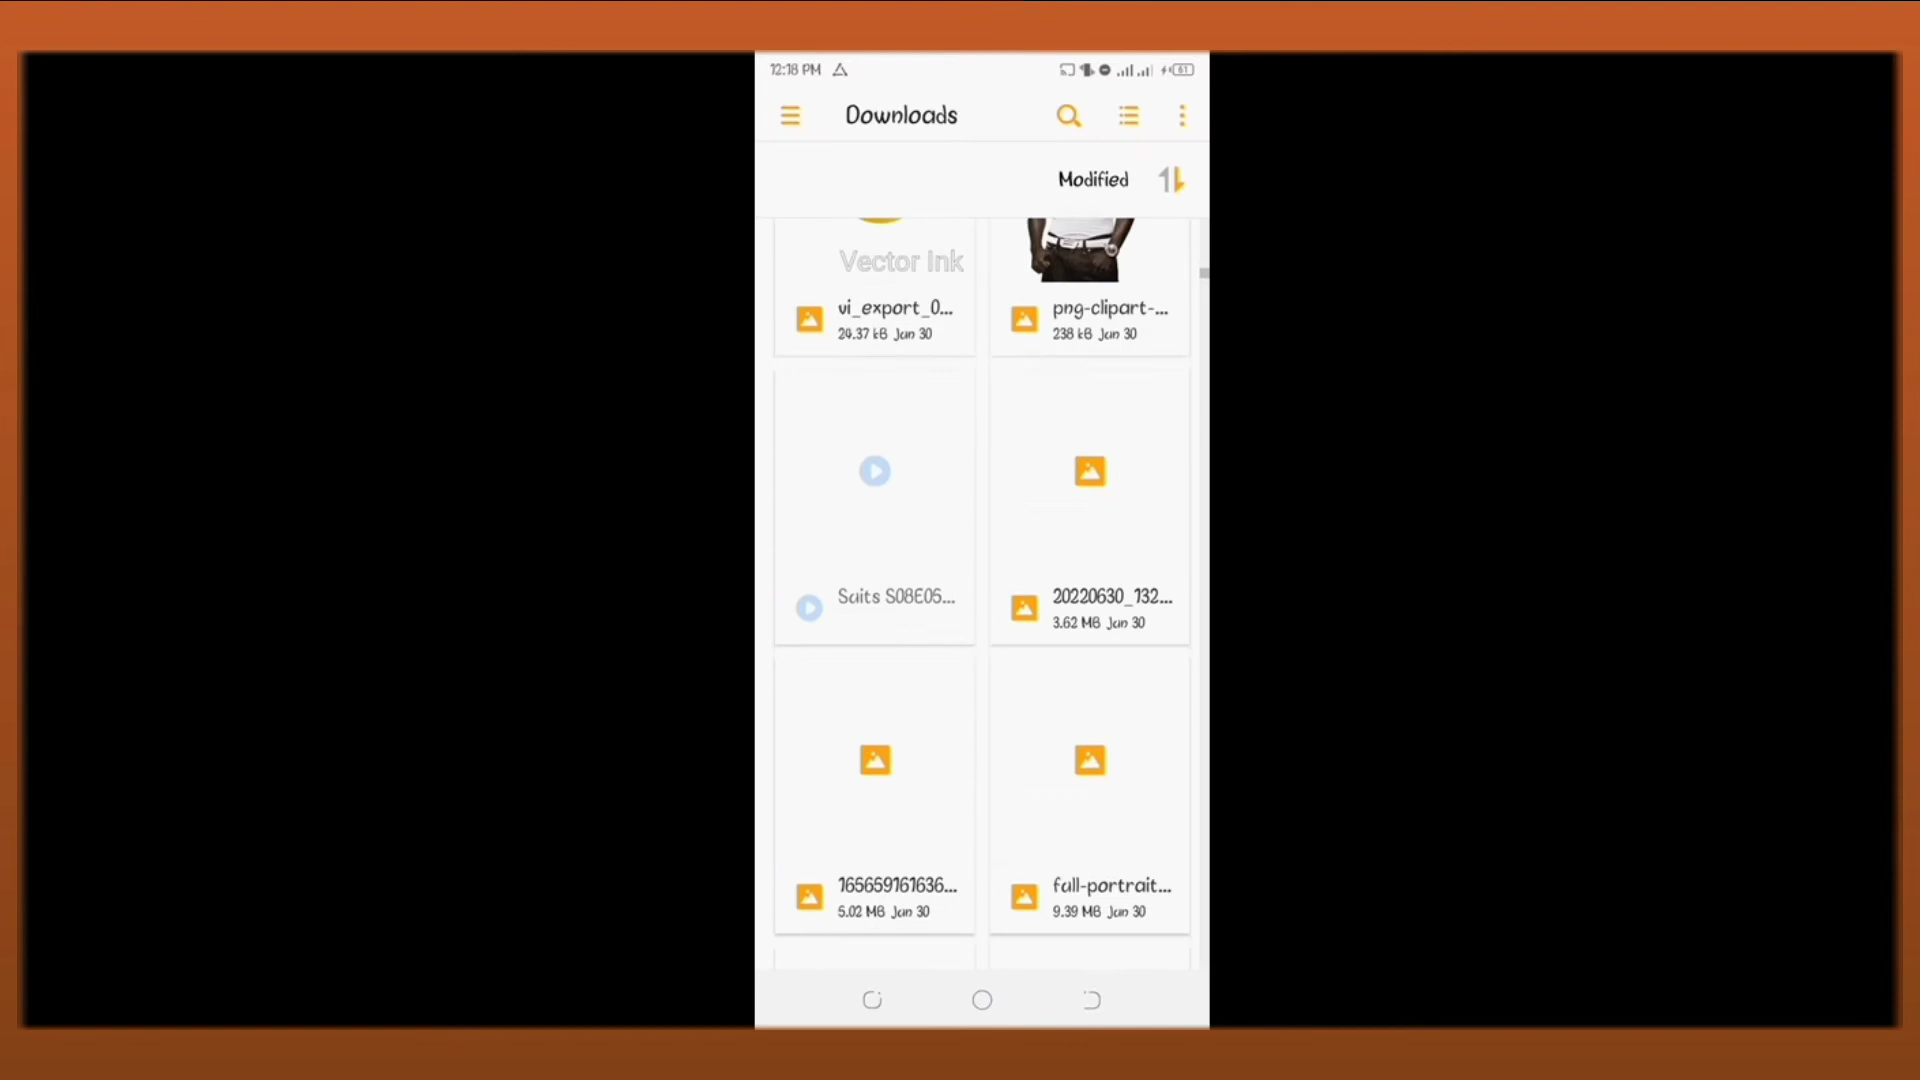 12:18 PM
61
Downloads
Modified
Vector Ink
vi_export_0...
24.37 kB Jan 30
png-clipart-...
238 kB Jan 30
Suits S08E05...
20220630_132...
3.62 MB Jan 30
165659161636...
5.02 MB Jan 30
full-portrait...
9.39 MB Jan 30